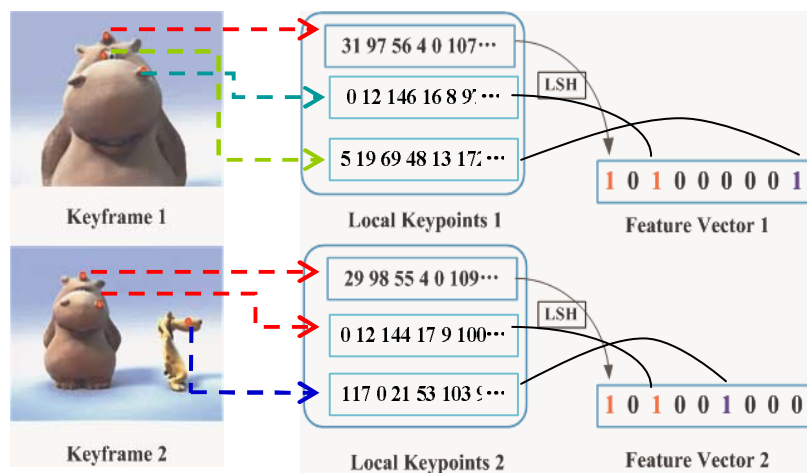 31 97 56 4 0 107...
0 12 146 16 8 97...
5 19 69 48 13 172...
LSH
1 0 1 0 0 0 0 0 1
Keyframe 1
Local Keypoints 1
Feature Vector 1
29 98 55 4 0 109...
0 12 144 17 9 100...
117 0 21 53 103 9...
LSH
1 0 1 0 0 1 0 0 0
Keyframe 2
Local Keypoints 2
Feature Vector 2